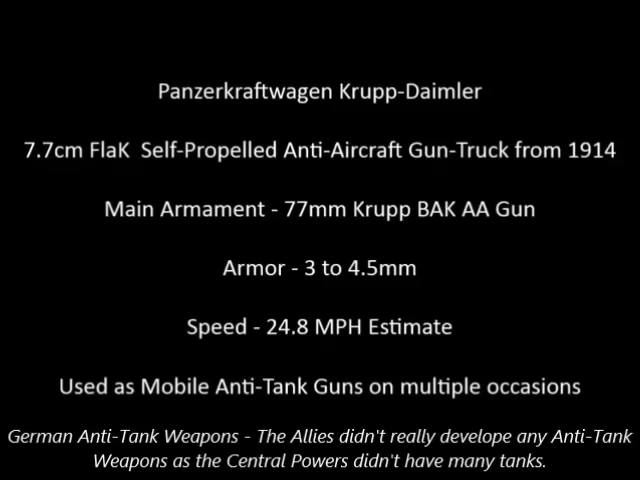 Panzerkraftwagen Krupp-Daimler
7.7cm FlaK  Self-Propelled Anti-Aircraft Gun-Truck from 1914
Main Armament - 77mm Krupp BAK AA Gun
Armor - 3 to 4.5mm
Speed - 24.8 MPH Estimate
Used as Mobile Anti-Tank Guns on multiple occasions
German Anti-Tank Weapons - The Allies didn't really develope any Anti-Tank
Weapons as the Central Powers didn't have many tanks.